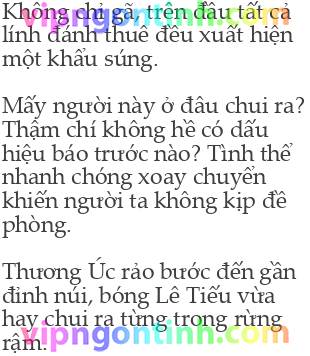 Không chỉ gã, trên đầu tất cả
lính đánh thuê đều xuất hiện
một khẩu súng.
Mấy người này ở đâu chui ra?
Thậm chí không hề có dấu
hiệu báo trước nào? Tình thế
nhanh chóng xoay chuyển
khiến người ta không kịp đề
phòng.
Thương Úc rảo bước đến gần
đỉnh núi, bóng Lê Tiếu vừa
hay chui ra từng trong rừng
rậm.
vipngontinh.com
vipngontinh.com